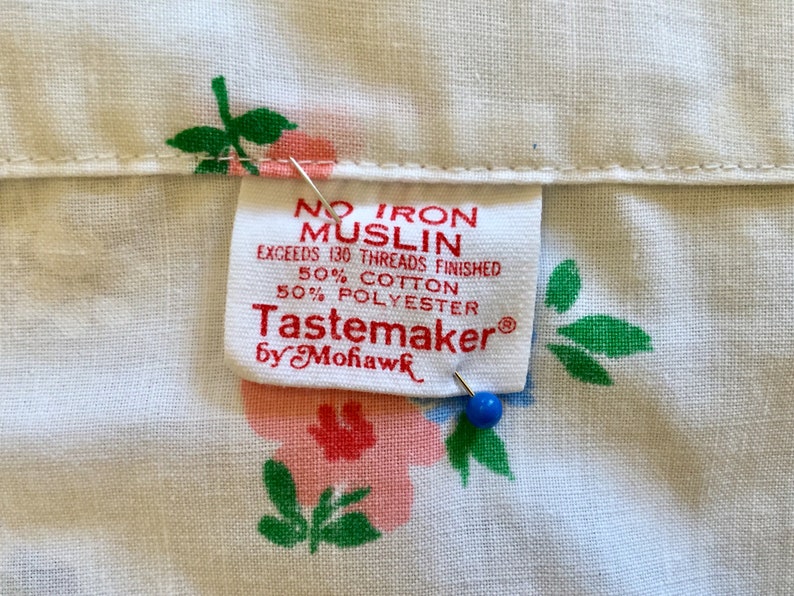 NO IRON
MUSLIN
EXCEEDS 130 THREADS FINISHED
50% COTTON
50% POLYESTER
Tastemaker®
by Mohawk